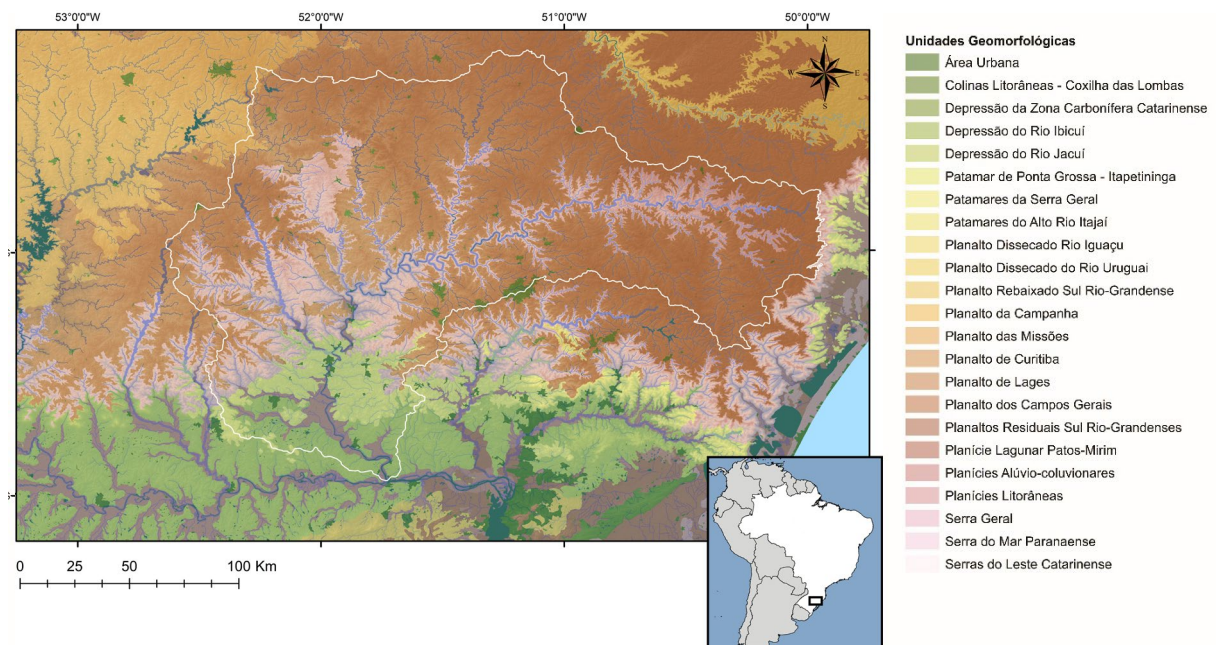 53°00'0"W 52°00'0"W 51°00'0"W 50°00'0"W
N
W E
S
0 25 50 100 Km
Unidades Geomorfológicas
Área Urbana
Colinas Litorâneas - Coxilha das Lombas
Depressão da Zona Carbonífera Catarinense
Depressão do Rio Ibicuí
Depressão do Rio Jacuí
Patamar de Ponta Grossa - Itapetininga
Patamares da Serra Geral
Patamares do Alto Rio Itajaí
Planalto Dissecado Rio Iguaçu
Planalto Dissecado do Rio Uruguai
Planalto Rebaixado Sul Rio-Grandense
Planalto da Campanha
Planalto das Missões
Planalto de Curitiba
Planalto de Lages
Planalto dos Campos Gerais
Planaltos Residuais Sul Rio-Grandenses
Planície Lagunar Patos-Mirim
Planícies Alúvio-coluvionares
Planícies Litorâneas
Serra Geral
Serra do Mar Paranaense
Serras do Leste Catarinense